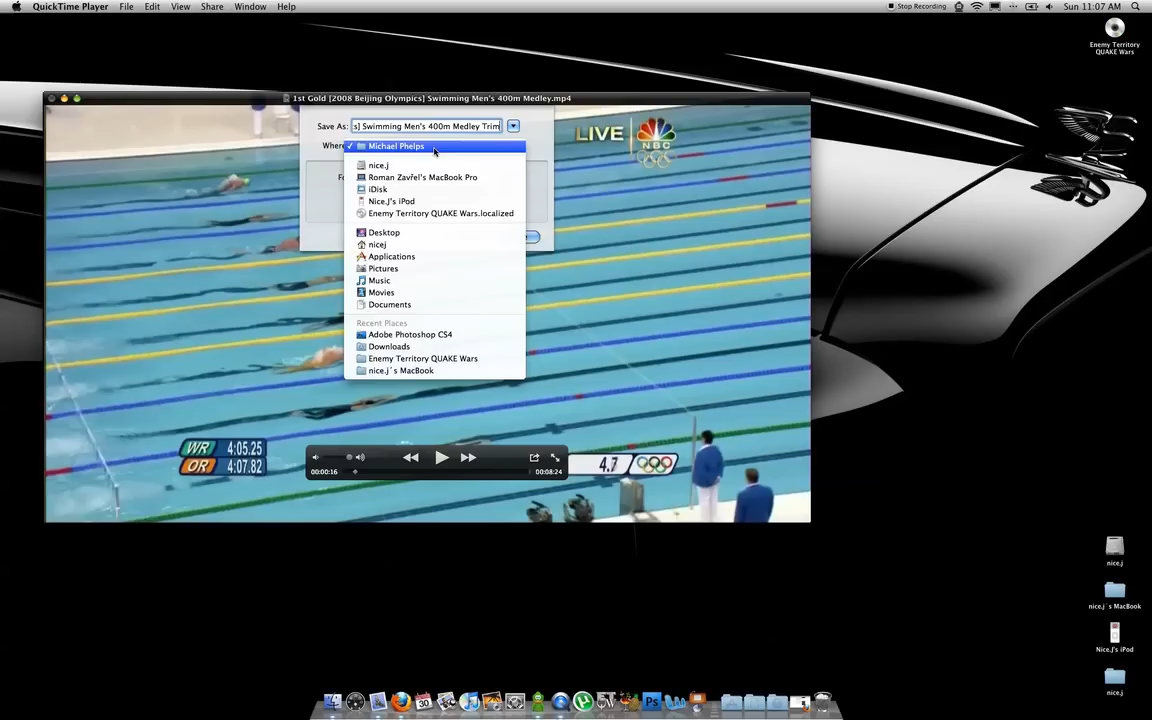 QuickTime Player File Edit View Share Window Help
Stop Recording
Sun 11:07 AM
Enemy Territory
QUAKE Wars
1st Gold [2008 Beijing Olympics] Swimming Men's 400m Medley.mp4
Save As: s] Swimming Men's 400m Medley Trim
LIVE
NBC
Where
✓ Michael Phelps
nice.j
Roman Zavřel's MacBook Pro
iDisk
Nice.J's iPod
Enemy Territory QUAKE Wars.localized
Desktop
nicej
Applications
Pictures
Music
Movies
Documents
Recent Places
Adobe Photoshop CS4
Downloads
Enemy Territory QUAKE Wars
nice.j´s MacBook
WR 4:05.25
OR 4:07.82
00:00:16
00:08:24
4.7
nice.j
nice.j´s MacBook
Nice.J's iPod
nice.j
30
Ps